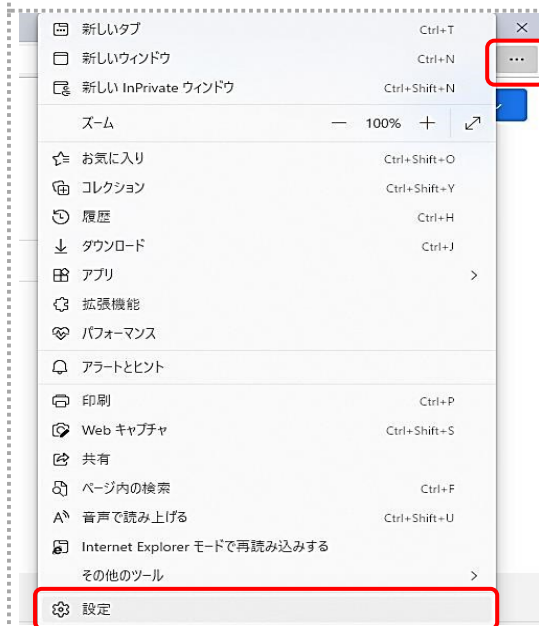 新しいタブ Ctrl+T
新しいウィンドウ Ctrl+N
新しい InPrivate ウィンドウ Ctrl+Shift+N
ズーム — 100% +
お気に入り Ctrl+Shift+O
コレクション Ctrl+Shift+Y
履歴 Ctrl+H
ダウンロード Ctrl+J
アプリ
拡張機能
パフォーマンス
アラートとヒント
印刷 Ctrl+P
Web キャプチャ Ctrl+Shift+S
共有
ページ内の検索 Ctrl+F
音声で読み上げる Ctrl+Shift+U
Internet Explorer モードで再読み込みする
その他のツール
設定